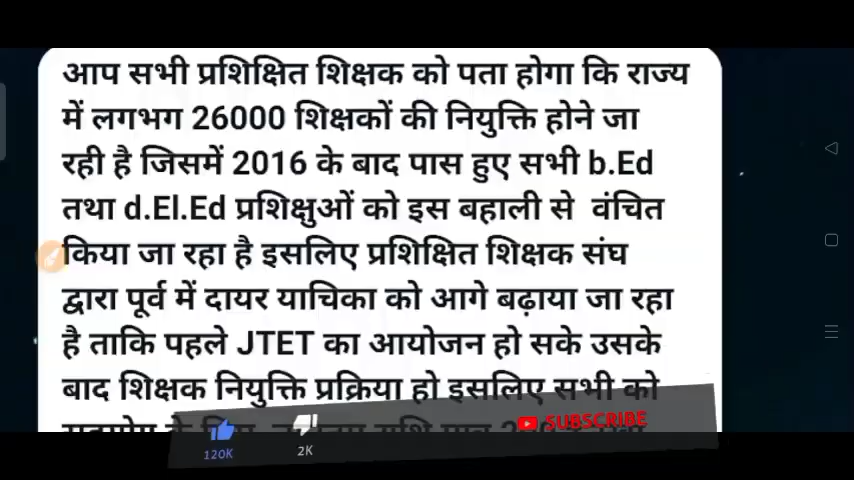 आप सभी प्रशिक्षित शिक्षक को पता होगा कि राज्य
में लगभग 26000 शिक्षकों की नियुक्ति होने जा
रही है जिसमें 2016 के बाद पास हुए सभी b.Ed
तथा d.El.Ed प्रशिक्षुओं को इस बहाली से वंचित
किया जा रहा है इसलिए प्रशिक्षित शिक्षक संघ
द्वारा पूर्व में दायर याचिका को आगे बढ़ाया जा रहा
है ताकि पहले JTET का आयोजन हो सके उसके
बाद शिक्षक नियुक्ति प्रक्रिया हो इसलिए सभी को
SUBSCRIBE
120K 2K